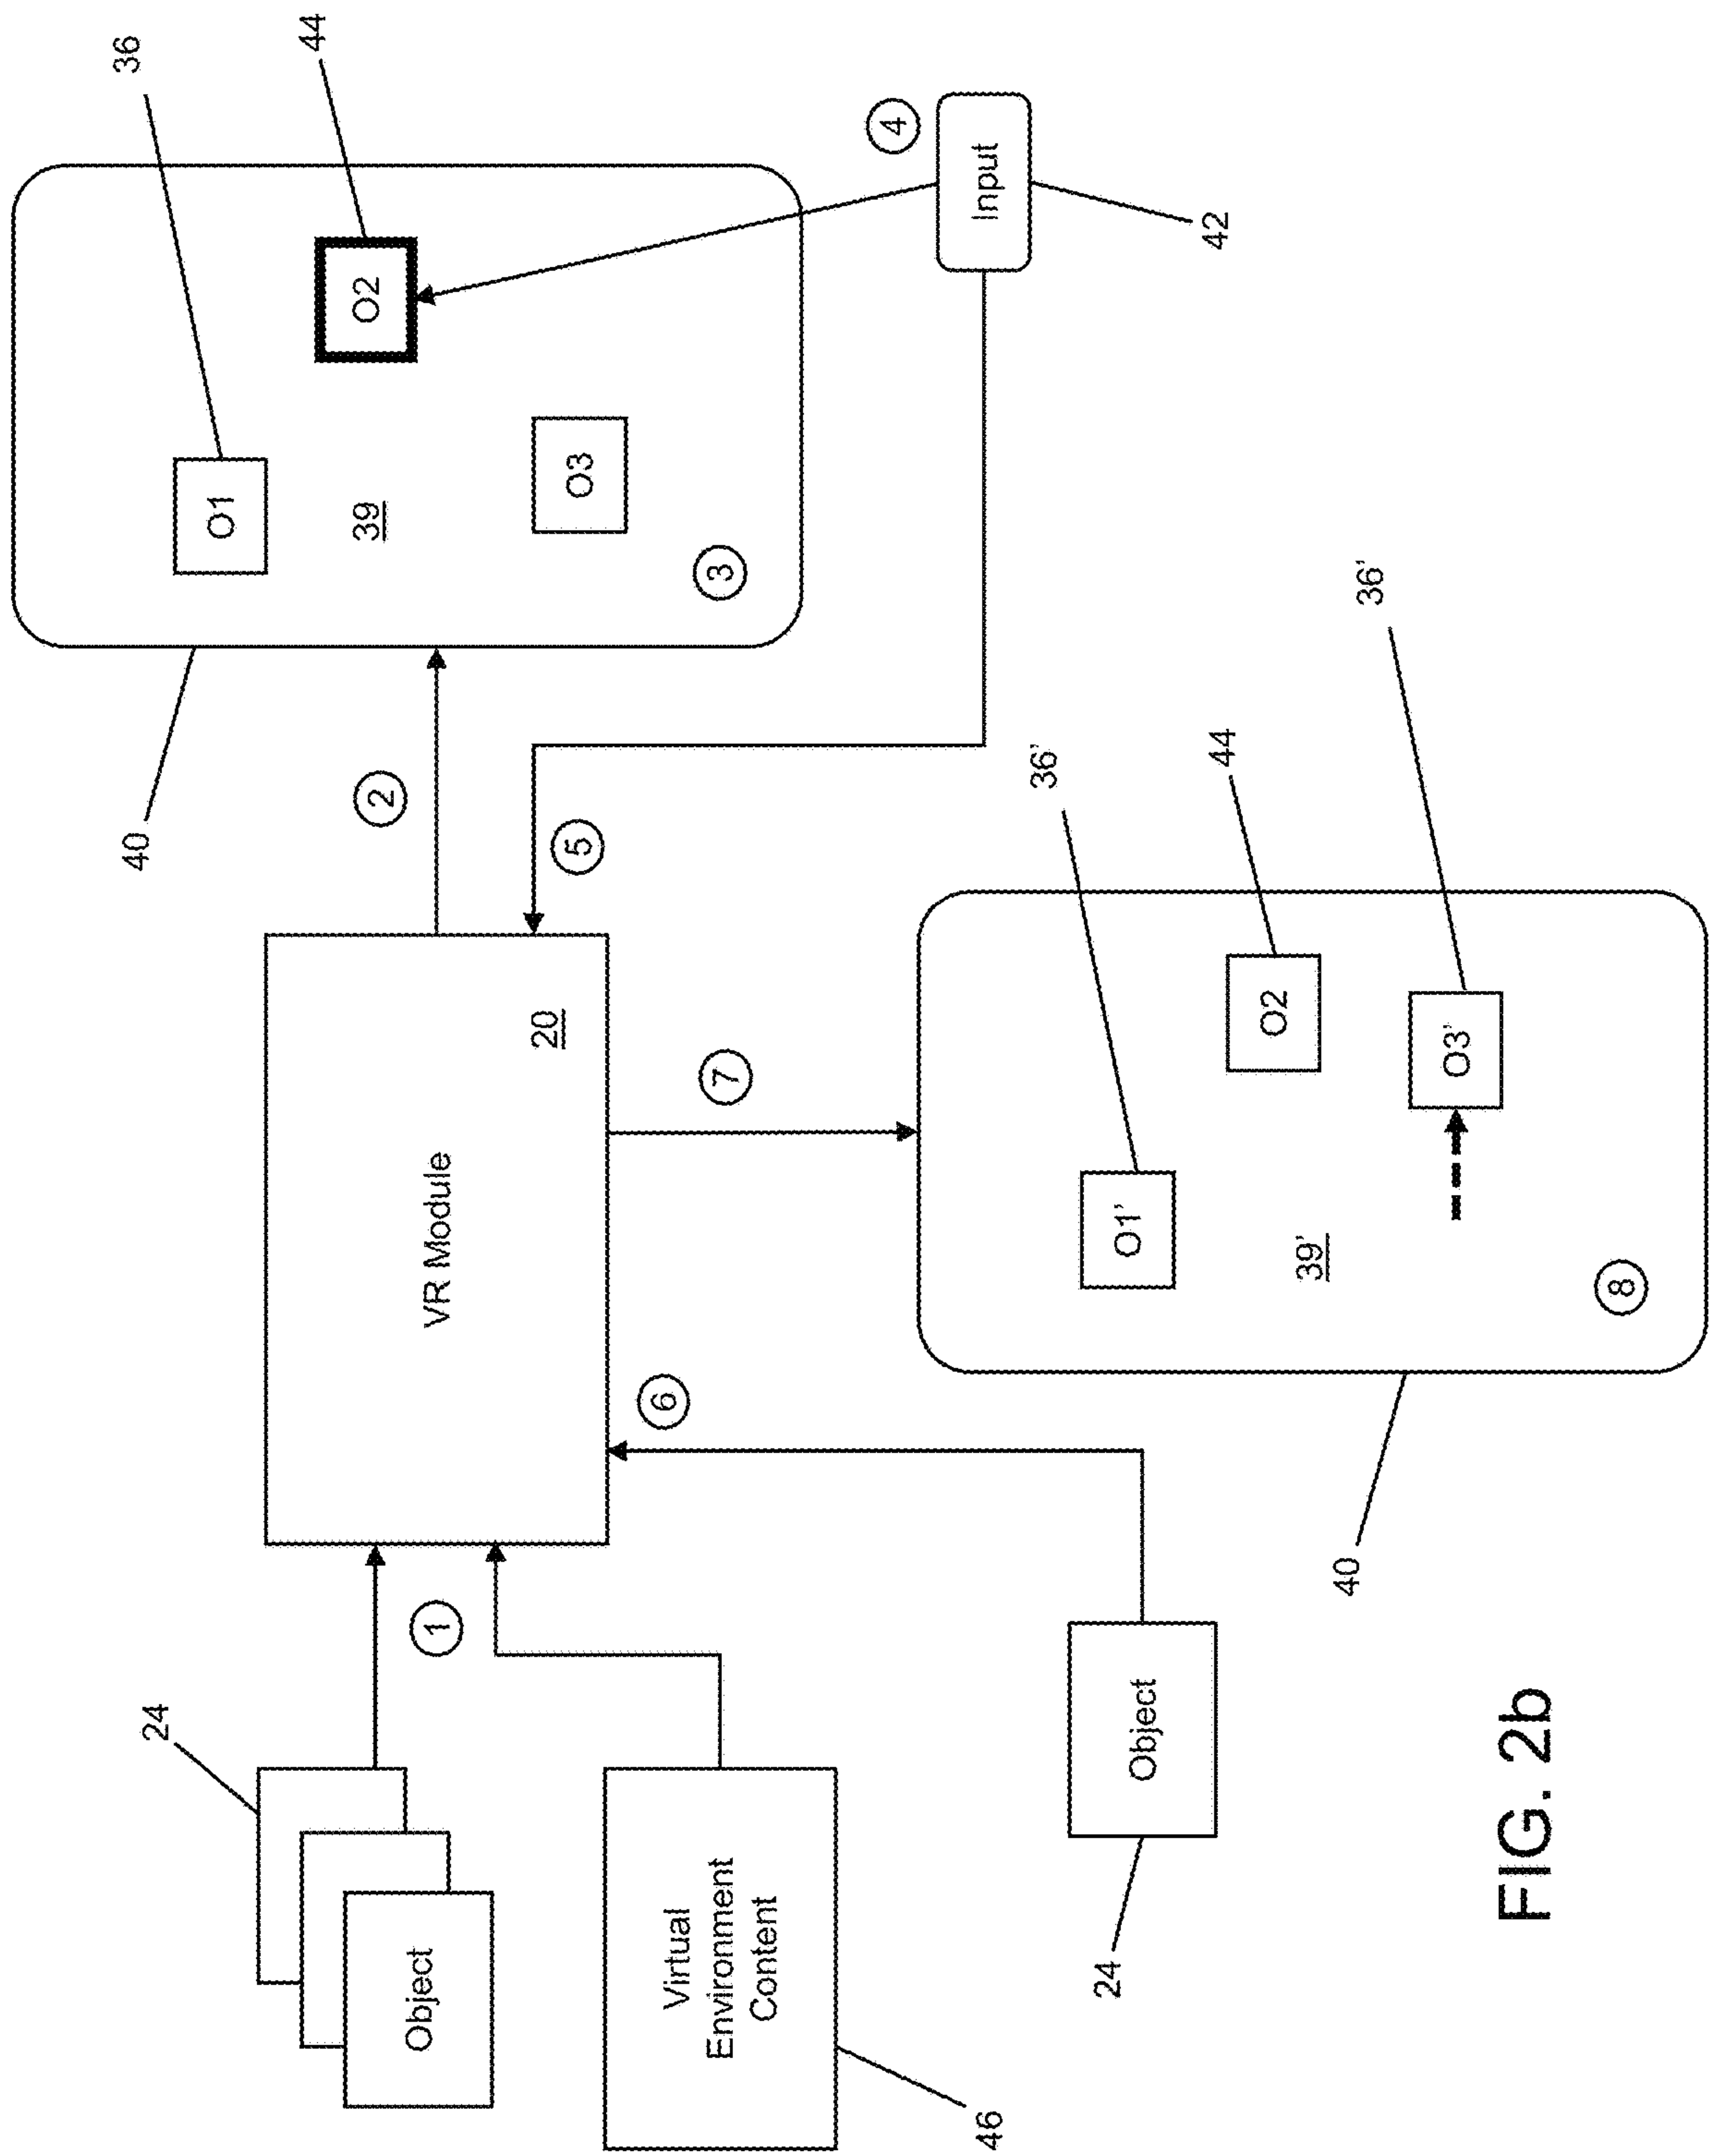 24
Object
Virtual
Environment
Content
46
1
VR Module
20
2
40
36
44
O1
O2
39
O3
3
4
Input
42
5
6
Object
24
7
36'
44
36'
O1'
O2
39'
O3'
8
40
FIG. 2b